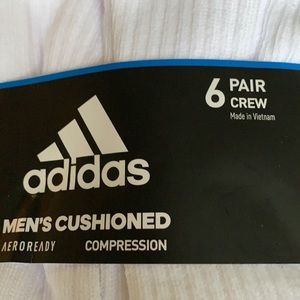 6 PAIR
CREW
Made in Vietnam
adidas
MEN'S CUSHIONED
AEROREADY COMPRESSION